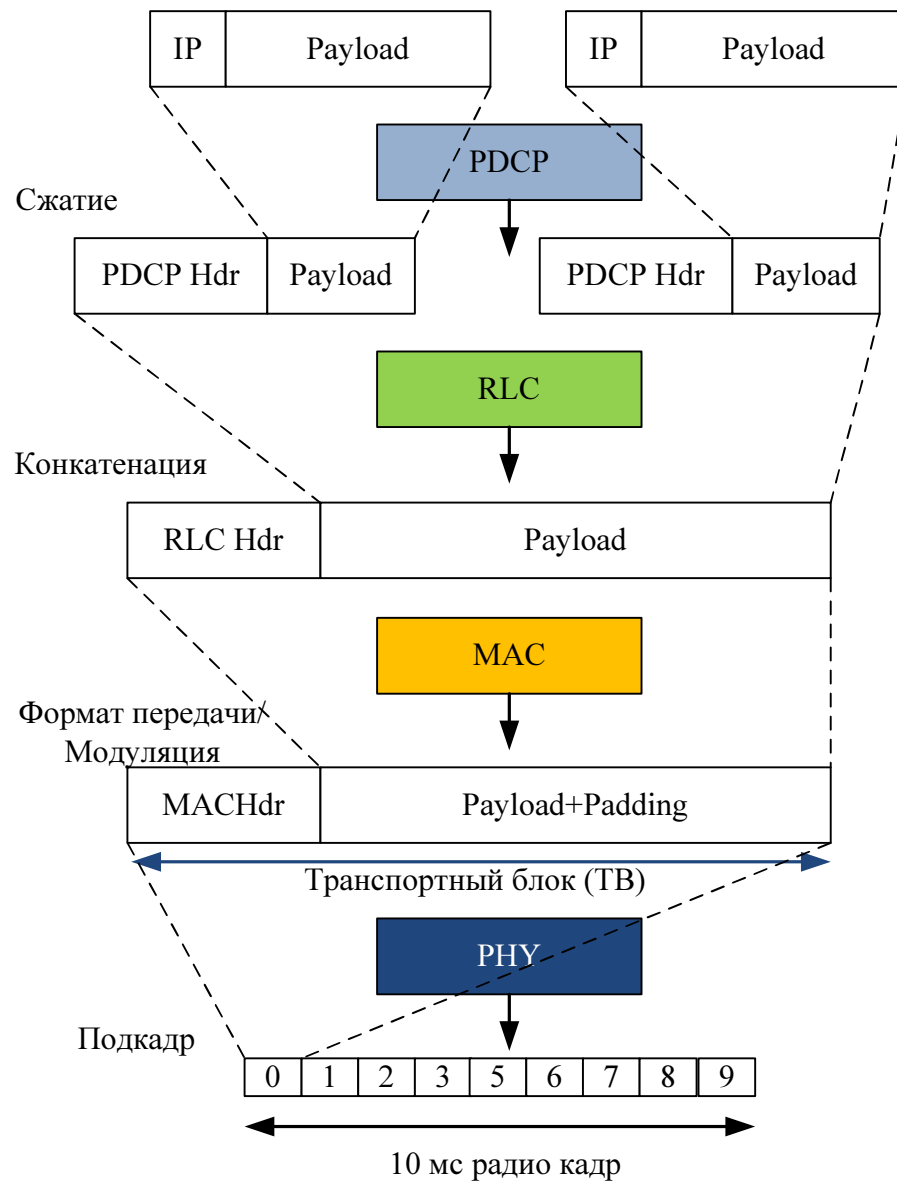 IP Payload IP Payload
PDCP
Сжатие
PDCP Hdr Payload PDCP Hdr Payload
RLC
Конкатенация
RLC Hdr Payload
MAC
Формат передачи/
Модуляция
MACHdr Payload+Padding
Транспортный блок (ТВ)
PHY
Подкадр
0 1 2 3 5 6 7 8 9
10 мс радио кадр